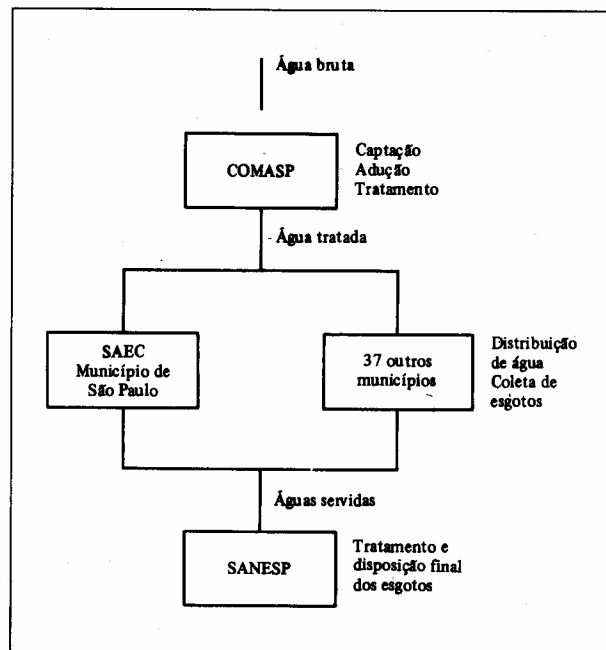 Água bruta
COMASP
Captação
Adução
Tratamento
Água tratada
SAEC
Município de
São Paulo
37 outros
municípios
Distribuição
de água
Coleta de
esgotos
Águas servidas
SANESP
Tratamento e
disposição final
dos esgotos